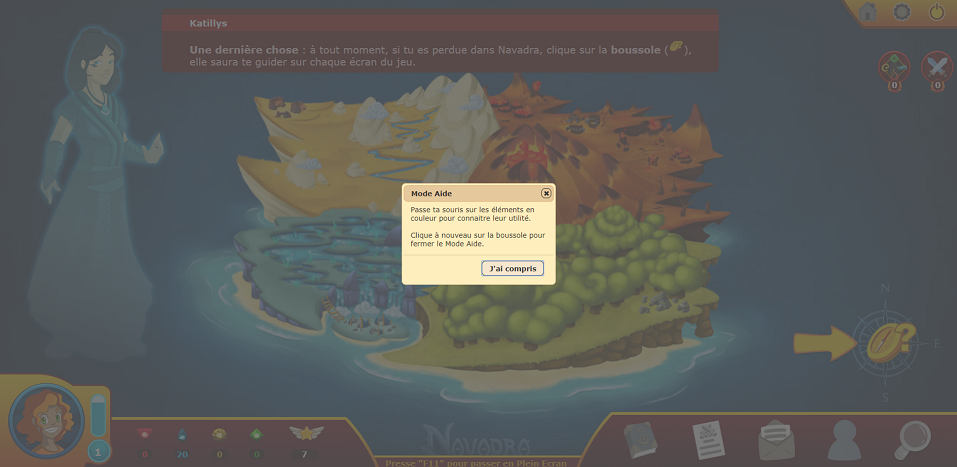 Katillys
Une dernière chose : à tout moment, si tu es perdue dans Navadra, clique sur la boussole ( ),
elle saura te guider sur chaque écran du jeu.
0 0
Mode Aide
Passe ta souris sur les éléments en
couleur pour connaitre leur utilité.
Clique à nouveau sur la boussole pour
fermer le Mode Aide.
J'ai compris
N
?
E
S
1
0 20 0 0 7
NAVADRA
Presse "F11" pour passer en Plein Ecran